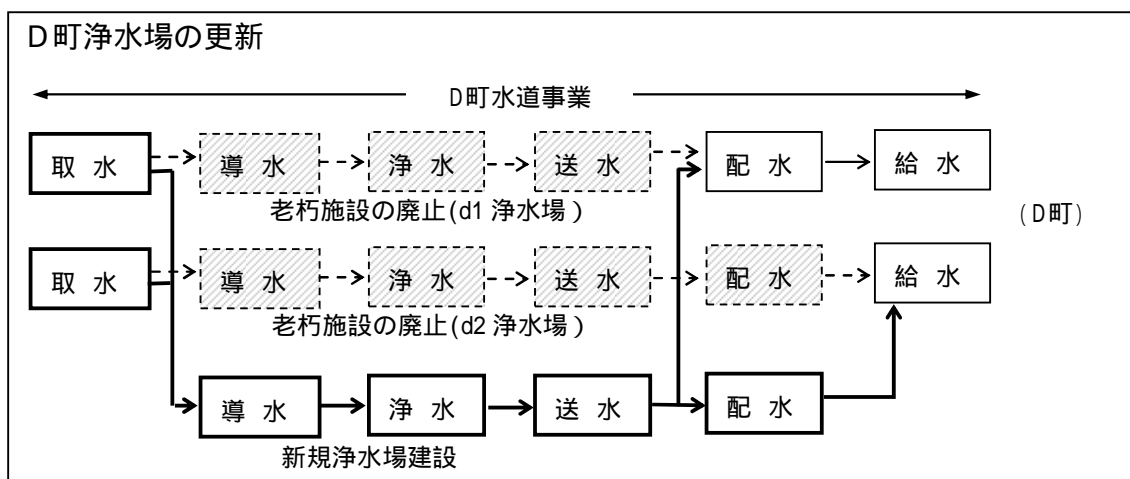 D町浄水場の更新
D町水道事業
取 水 導 水 浄 水 送 水 配 水 給 水
老朽施設の廃止(d1 浄水場)
(D町)
取 水 導 水 浄 水 送 水 配 水 給 水
老朽施設の廃止(d2 浄水場)
導 水 浄 水 送 水 配 水
新規浄水場建設